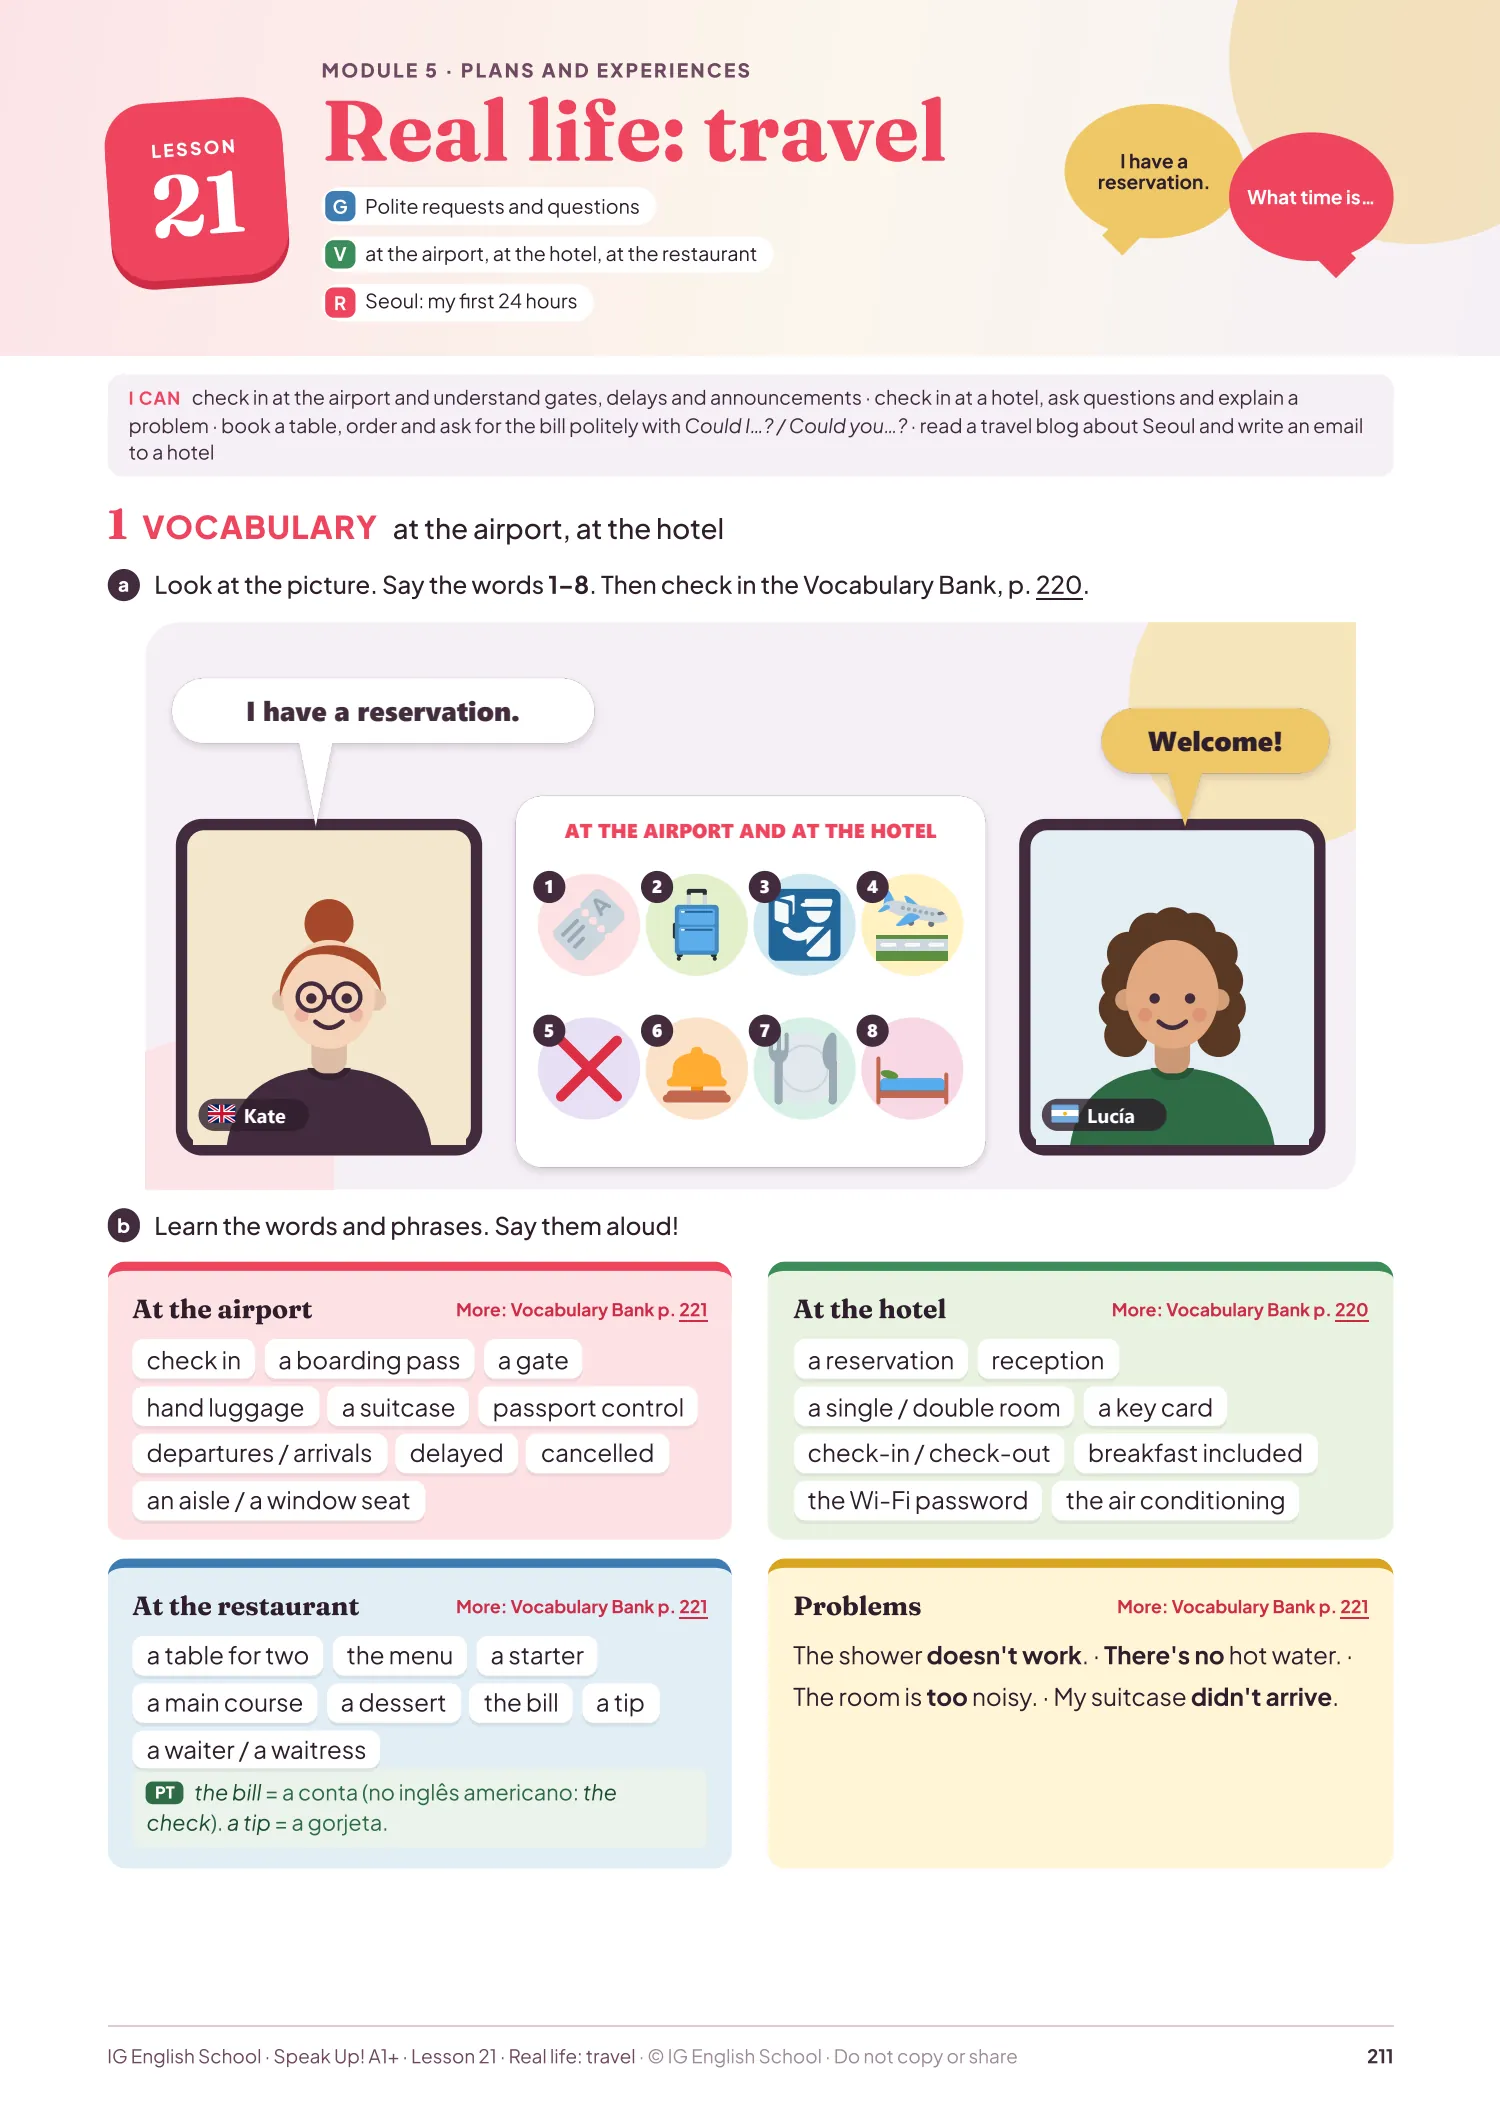 MODULE 5 · PLANS AND EXPERIENCES
LESSON
21
Real life: travel
G Polite requests and questions
V at the airport, at the hotel, at the restaurant
R Seoul: my first 24 hours
I have a
reservation.
What time is…
I CAN check in at the airport and understand gates, delays and announcements · check in at a hotel, ask questions and explain a
problem · book a table, order and ask for the bill politely with Could I…? / Could you…? · read a travel blog about Seoul and write an email
to a hotel
1 VOCABULARY at the airport, at the hotel
a Look at the picture. Say the words 1–8. Then check in the Vocabulary Bank, p. 220.
I have a reservation.
Welcome!
AT THE AIRPORT AND AT THE HOTEL
1 2 3 4
A
5 6 7 8
Kate
Lucía
b Learn the words and phrases. Say them aloud!
At the airport More: Vocabulary Bank p. 221
check in a boarding pass a gate
hand luggage a suitcase passport control
departures / arrivals delayed cancelled
an aisle / a window seat
At the hotel More: Vocabulary Bank p. 220
a reservation reception
a single / double room a key card
check-in / check-out breakfast included
the Wi-Fi password the air conditioning
At the restaurant More: Vocabulary Bank p. 221
a table for two the menu a starter
a main course a dessert the bill a tip
a waiter / a waitress
PT the bill = a conta (no inglês americano: the
check). a tip = a gorjeta.
Problems More: Vocabulary Bank p. 221
The shower doesn't work. · There's no hot water. ·
The room is too noisy. · My suitcase didn't arrive.
IG English School · Speak Up! A1+ · Lesson 21 · Real life: travel · © IG English School · Do not copy or share
211